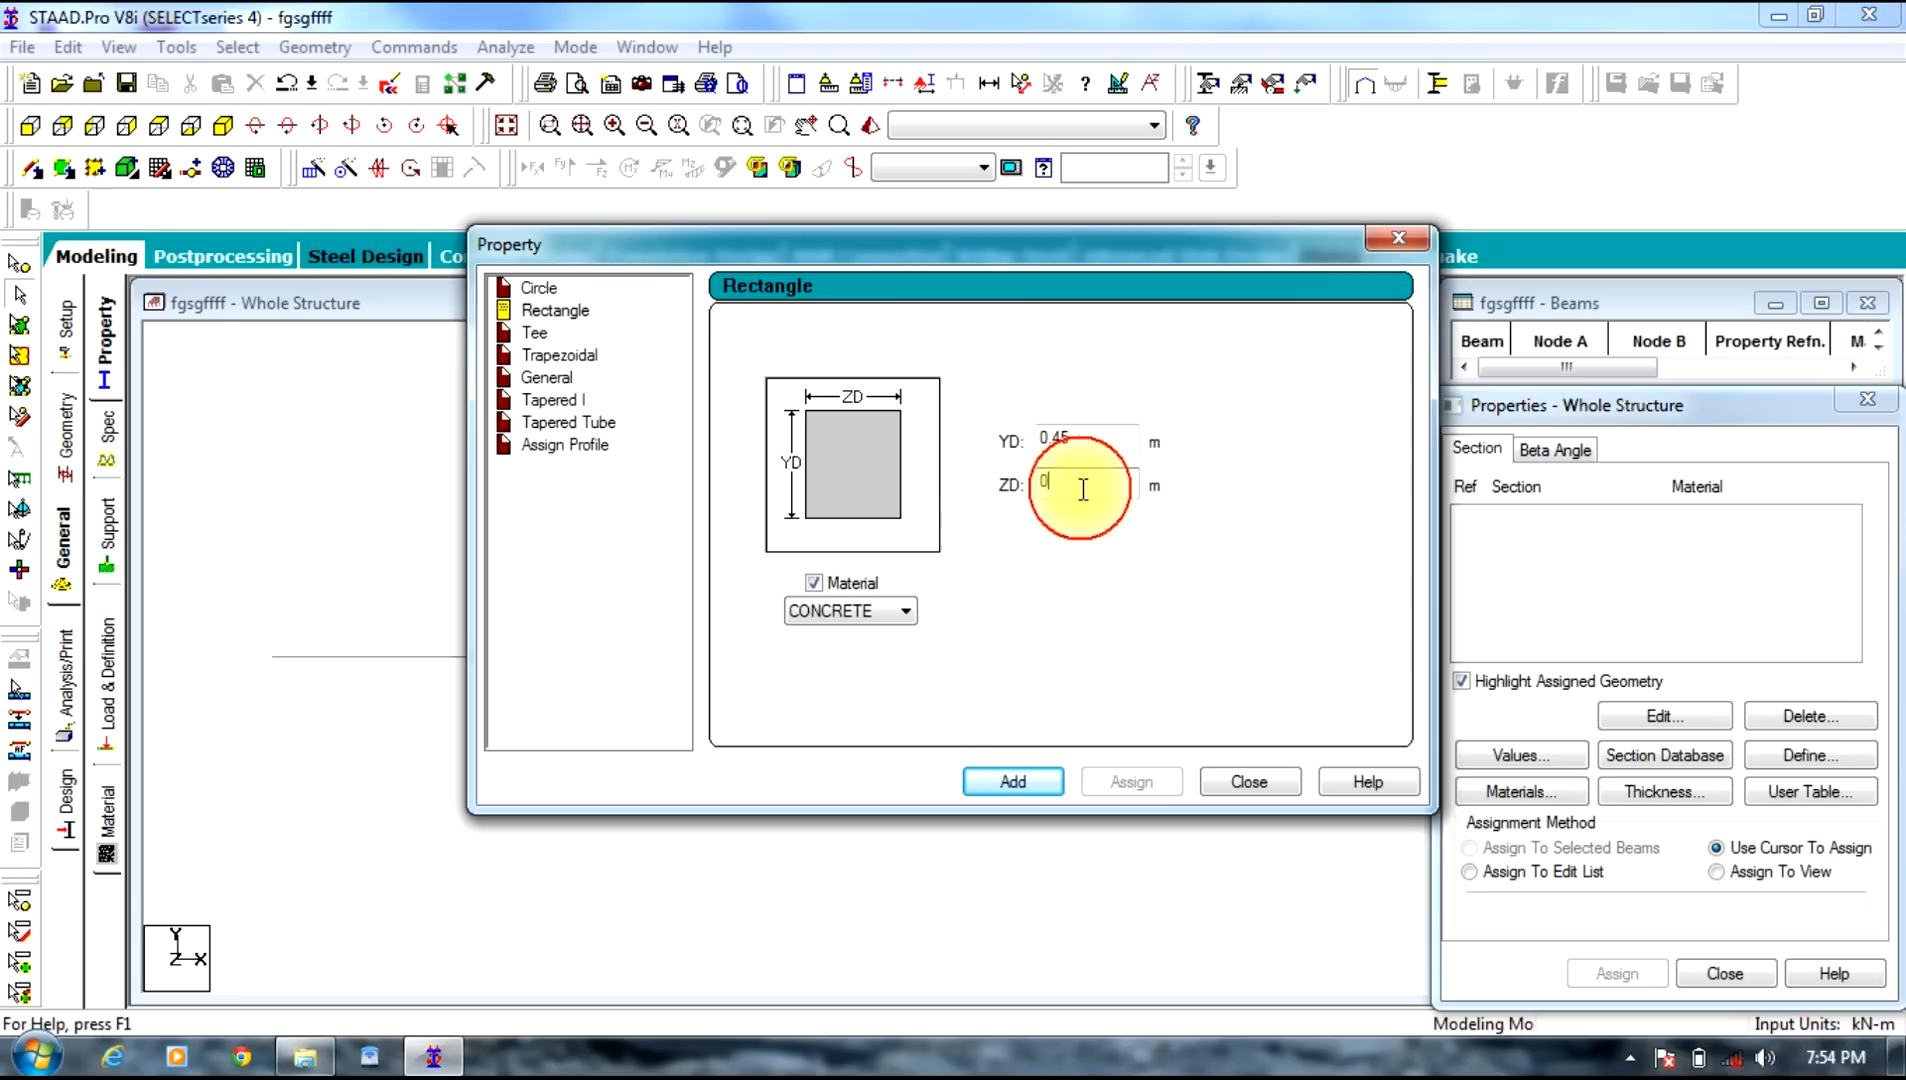 STAAD.Pro V8i (SELECTseries 4) - fgsgffff
File Edit View Tools Select Geometry Commands Analyze Mode Window Help
Modeling Postprocessing Steel Design Co
ake
Property
Circle
Rectangle
Tee
Trapezoidal
General
Tapered I
Tapered Tube
Assign Profile
Rectangle
ZD
YD
YD: 0.45 m
ZD: 0 m
Material
CONCRETE
Add Assign Close Help
fgsgffff - Whole Structure
Setup
Geometry
General
Analysis/Print
Design
Property
Spec
Support
Load & Definition
Material
Y
Z X
fgsgffff - Beams
Beam Node A Node B Property Refn. M
Properties - Whole Structure
Section Beta Angle
Ref Section Material
Highlight Assigned Geometry
Edit... Delete...
Values... Section Database Define...
Materials... Thickness... User Table...
Assignment Method
Assign To Selected Beams Use Cursor To Assign
Assign To Edit List Assign To View
Assign Close Help
For Help, press F1
Modeling Mo
Input Units: kN-m
7:54 PM